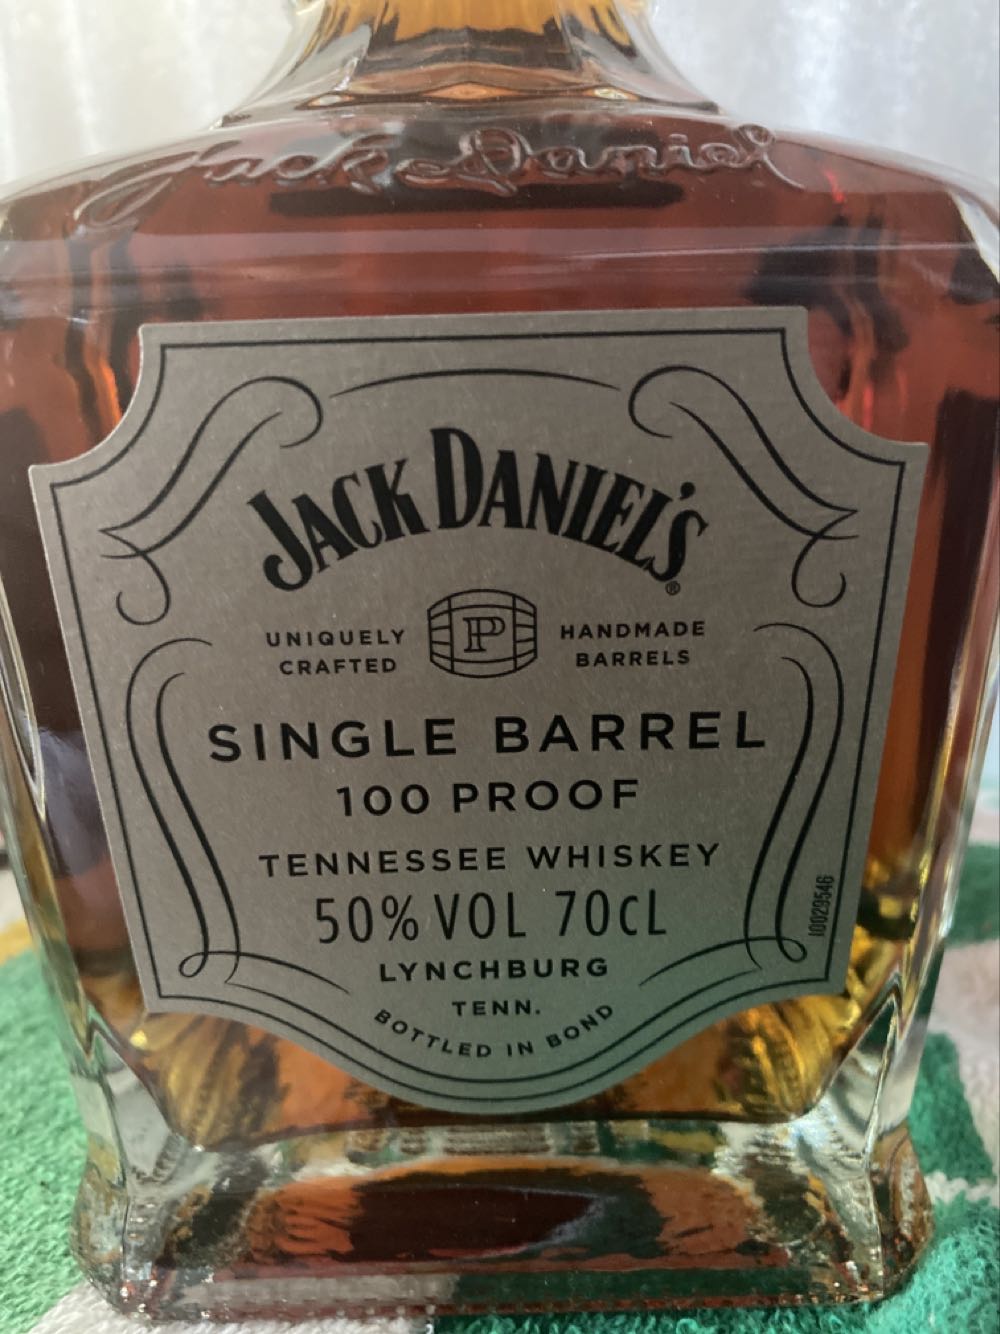 Jack Daniel
JACK DANIEL'S®
UNIQUELY
CRAFTED
P
HANDMADE
BARRELS
SINGLE BARREL
100 PROOF
TENNESSEE WHISKEY
50% VOL 70cL
LYNCHBURG
TENN.
BOTTLED IN BOND
10029546